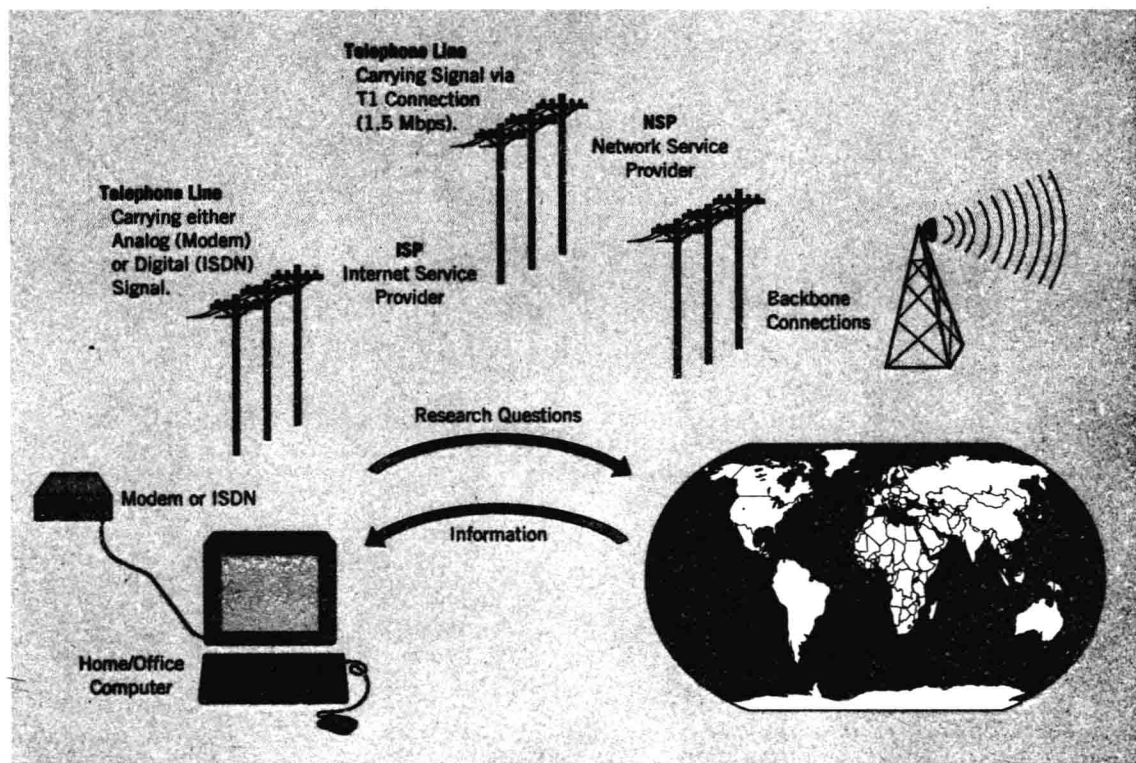 Telephone Line
Carrying Signal via
T1 Connection
(1.5 Mbps).
NSP
Network Service
Provider
Telephone Line
Carrying either
Analog (Modem)
or Digital (ISDN)
Signal.
ISP
Internet Service
Provider
Backbone
Connections
Research Questions
Modem or ISDN
Information
Home/Office
Computer